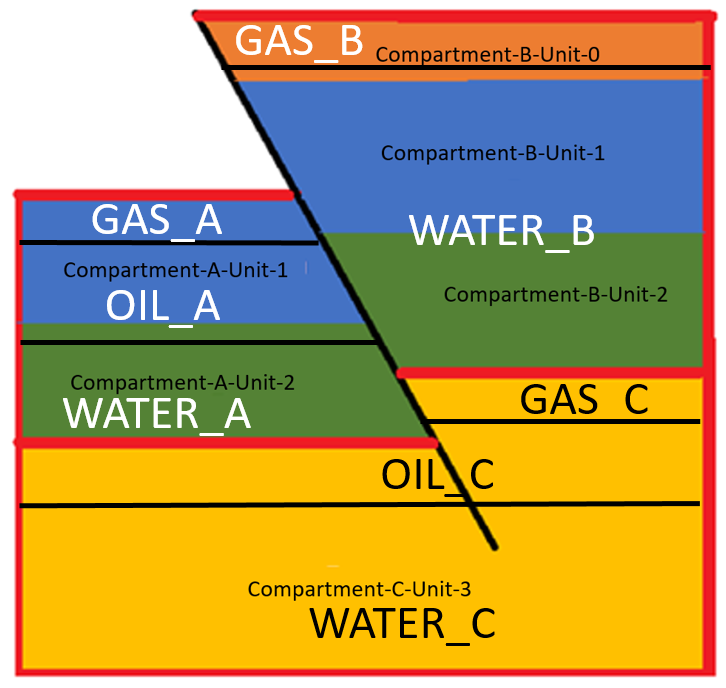 GAS_B
Compartment-B-Unit-0
Compartment-B-Unit-1
GAS_A
WATER_B
Compartment-A-Unit-1
Compartment-B-Unit-2
OIL_A
Compartment-A-Unit-2
GAS C
WATER_A
OIL_C
Compartment-C-Unit-3
WATER_C